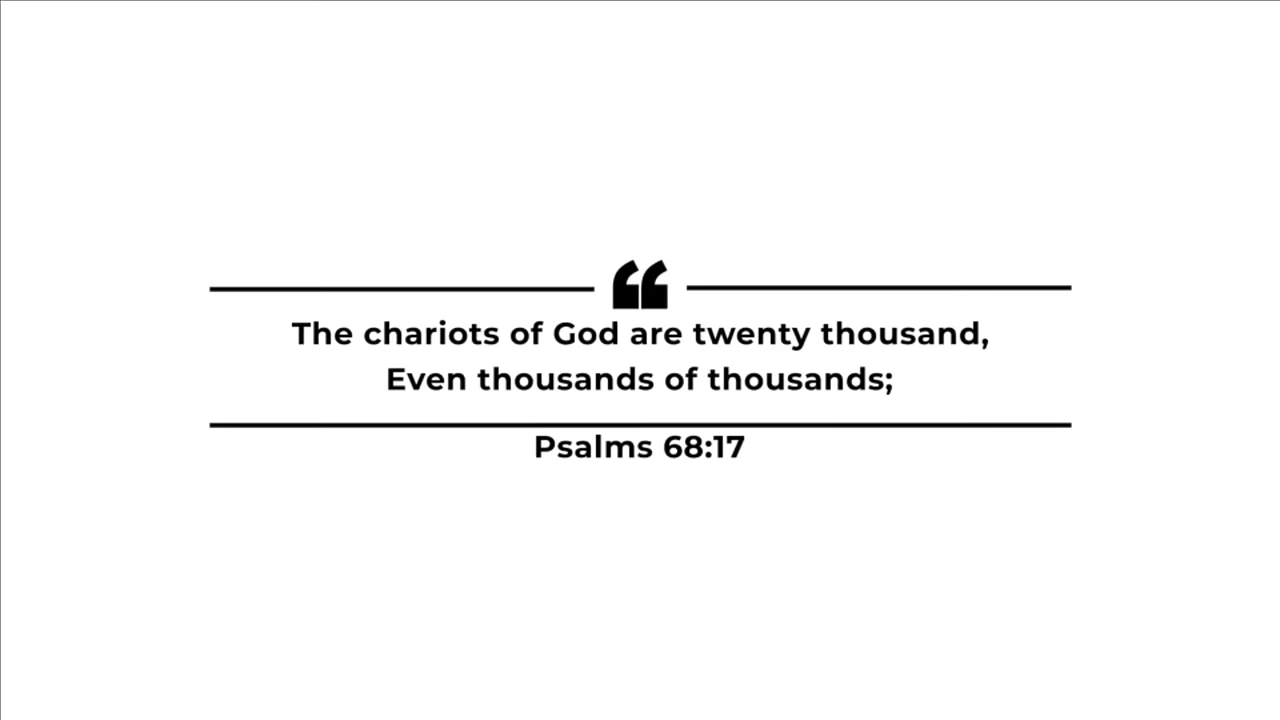 ❝
The chariots of God are twenty thousand,
Even thousands of thousands;
Psalms 68:17